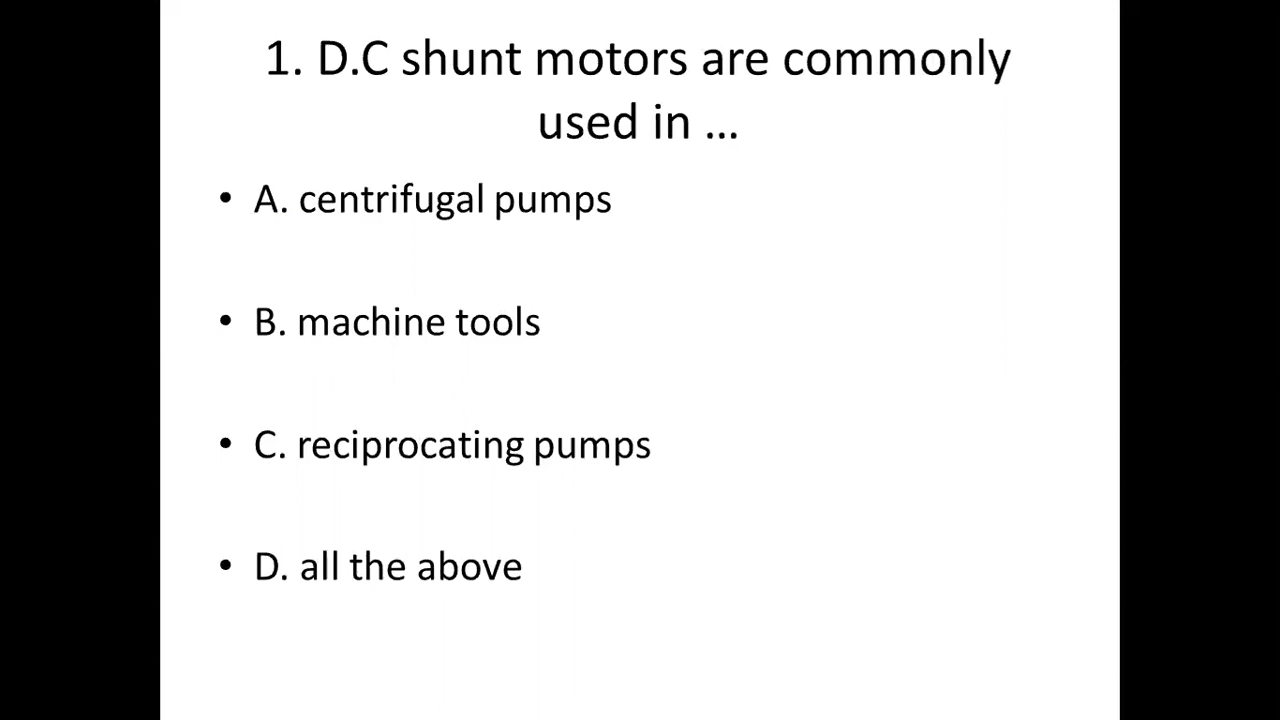 1. D.C shunt motors are commonly
used in ...
• A. centrifugal pumps
• B. machine tools
• C. reciprocating pumps
• D. all the above